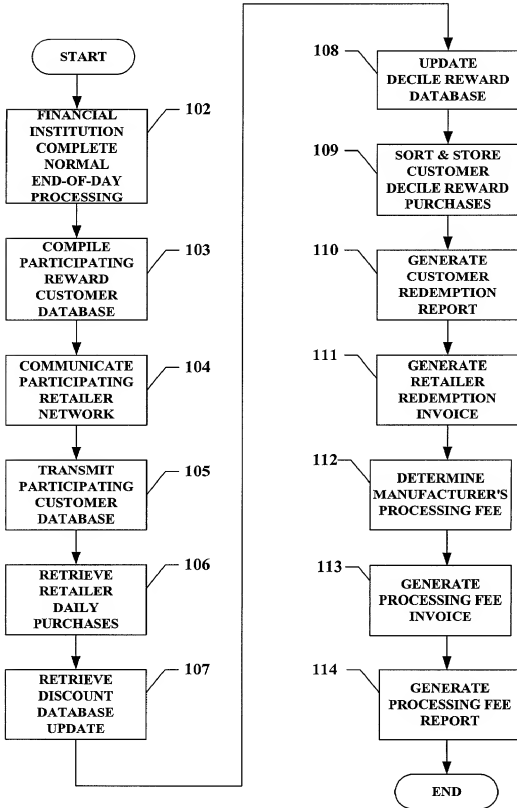 START
102
FINANCIAL
INSTITUTION
COMPLETE
NORMAL
END-OF-DAY
PROCESSING
103
COMPILE
PARTICIPATING
REWARD
CUSTOMER
DATABASE
104
COMMUNICATE
PARTICIPATING
RETAILER
NETWORK
105
TRANSMIT
PARTICIPATING
CUSTOMER
DATABASE
106
RETRIEVE
RETAILER
DAILY
PURCHASES
107
RETRIEVE
DISCOUNT
DATABASE
UPDATE
108
UPDATE
DECILE REWARD
DATABASE
109
SORT & STORE
CUSTOMER
DECILE REWARD
PURCHASES
110
GENERATE
CUSTOMER
REDEMPTION
REPORT
111
GENERATE
RETAILER
REDEMPTION
INVOICE
112
DETERMINE
MANUFACTURER'S
PROCESSING FEE
113
GENERATE
PROCESSING FEE
INVOICE
114
GENERATE
PROCESSING FEE
REPORT
END